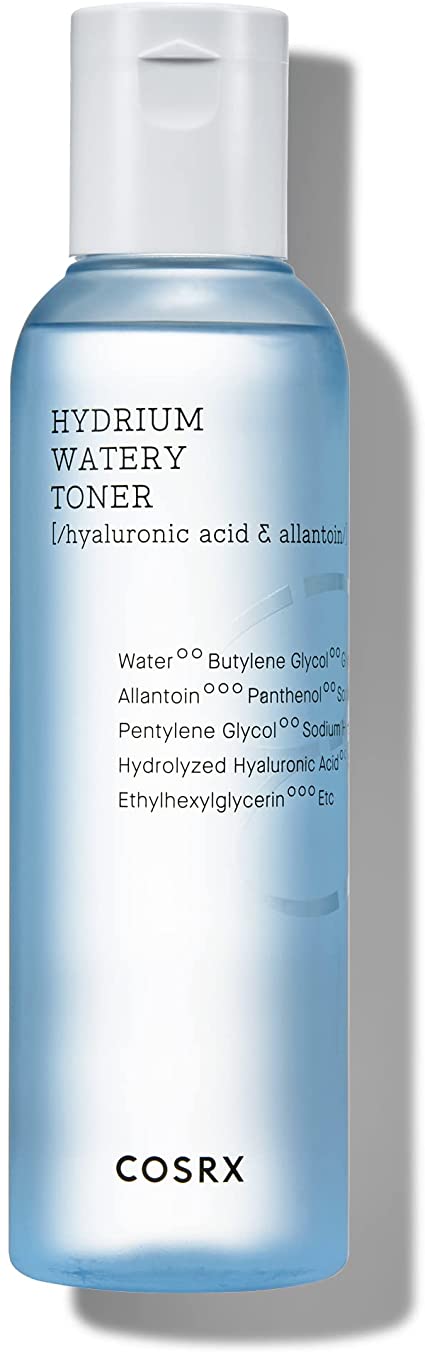 HYDRIUM
WATERY
TONER
[/hyaluronic acid & allantoin/
Water°° Butylene Glycol°°
Allantoin°°° Panthenol°°
Pentylene Glycol°° Sodium
Hydrolyzed Hyaluronic Acid°
Ethylhexylglycerin°°° Etc
COSRX